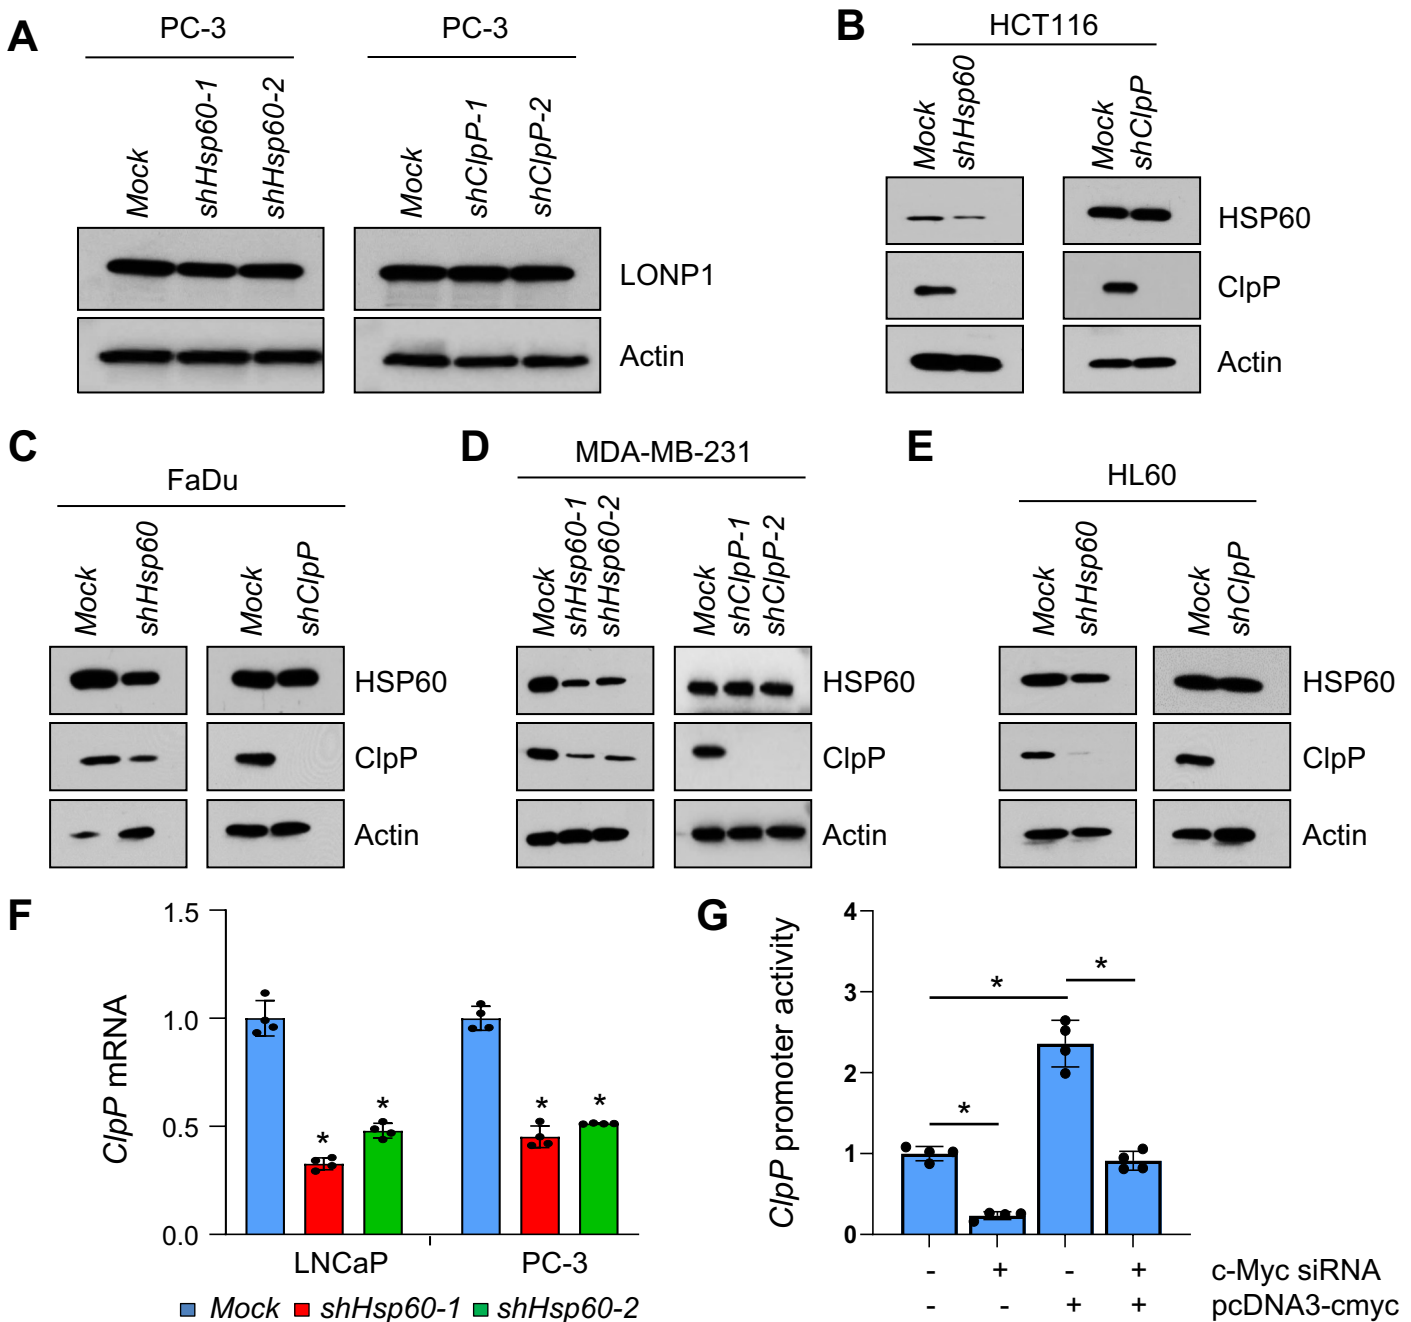 A
PC-3
PC-3
Mock
shHsp60-1
shHsp60-2
Mock
shClpP-1
shClpP-2
LONP1
Actin
B
HCT116
Mock
shHsp60
Mock
shClpP
HSP60
ClpP
Actin
C
FaDu
Mock
shHsp60
Mock
shClpP
HSP60
ClpP
Actin
D
MDA-MB-231
Mock
shHsp60-1
shHsp60-2
Mock
shClpP-1
shClpP-2
HSP60
ClpP
Actin
E
HL60
Mock
shHsp60
Mock
shClpP
HSP60
ClpP
Actin
F
ClpP mRNA
1.5
1.0
0.5
0.0
* * * *
LNCaP PC-3
Mock shHsp60-1 shHsp60-2
G
ClpP promoter activity
4
3
2
1
0
* * *
- + - + c-Myc siRNA
- - + + pcDNA3-cmyc